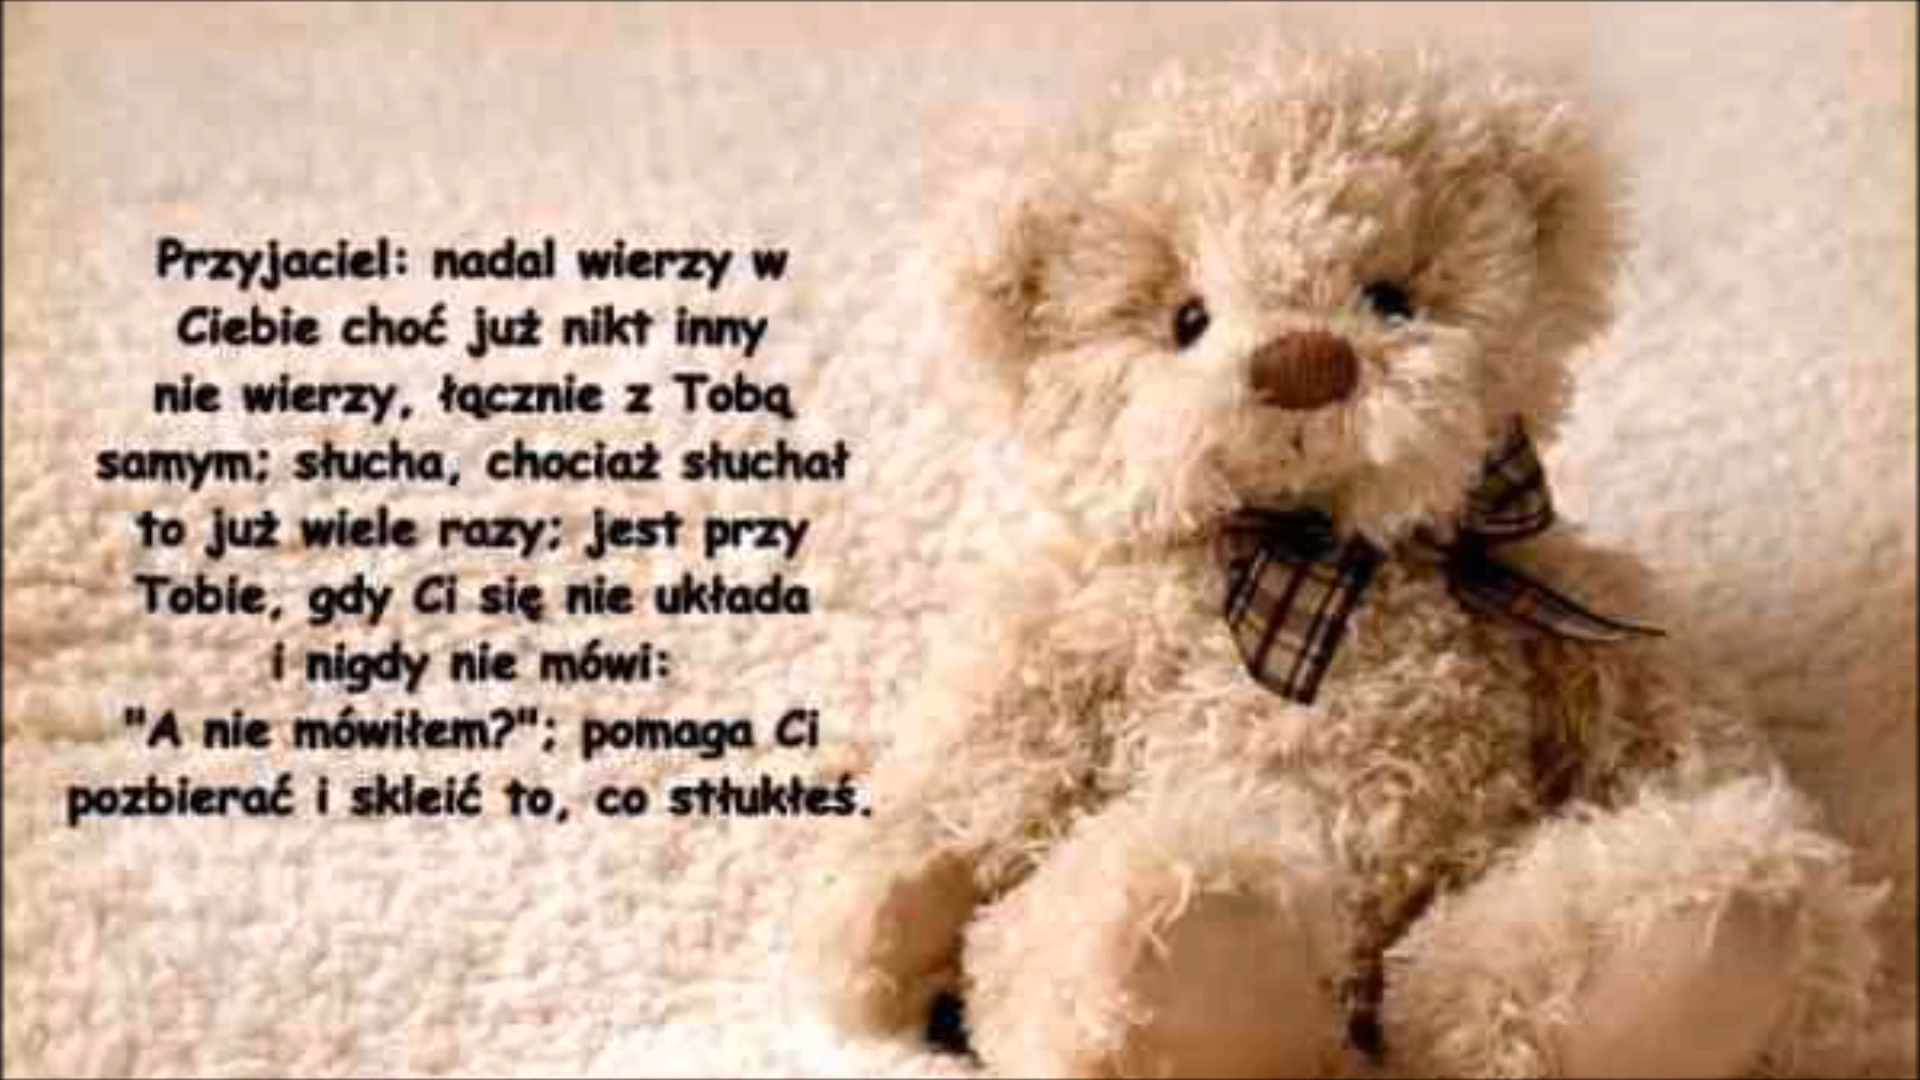 Przyjaciel: nadal wierzy w
Ciebie choć już nikt inny
nie wierzy, łącznie z Tobą
samym; słucha, chociaż słuchał
to już wiele razy; jest przy
Tobie, gdy Ci się nie układa
i nigdy nie mówi:
"A nie mówiłem?"; pomaga Ci
pozbierać i skleić to, co stłukłeś.